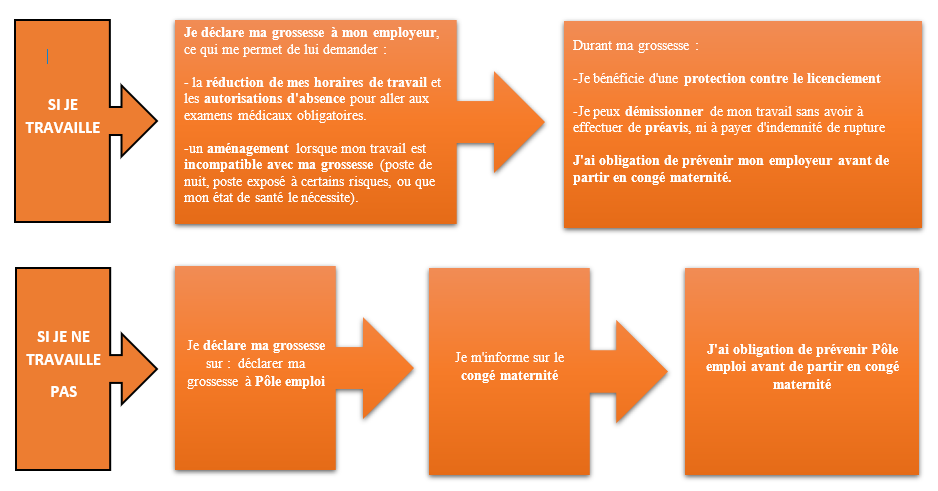 SI JE
TRAVAILLE
Je déclare ma grossesse à mon employeur,
ce qui me permet de lui demander :
- la réduction de mes horaires de travail et
les autorisations d'absence pour aller aux
examens médicaux obligatoires.
-un aménagement lorsque mon travail est
incompatible avec ma grossesse (poste de
nuit, poste exposé à certains risques, ou que
mon état de santé le nécessite).
Durant ma grossesse :
-Je bénéficie d'une protection contre le licenciement
-Je peux démissionner de mon travail sans avoir à
effectuer de préavis, ni à payer d'indemnité de rupture
J'ai obligation de prévenir mon employeur avant de
partir en congé maternité.
SI JE NE
TRAVAILLE
PAS
Je déclare ma grossesse
sur : déclarer ma
grossesse à Pôle emploi
Je m'informe sur le
congé maternité
J'ai obligation de prévenir Pôle
emploi avant de partir en congé
maternité